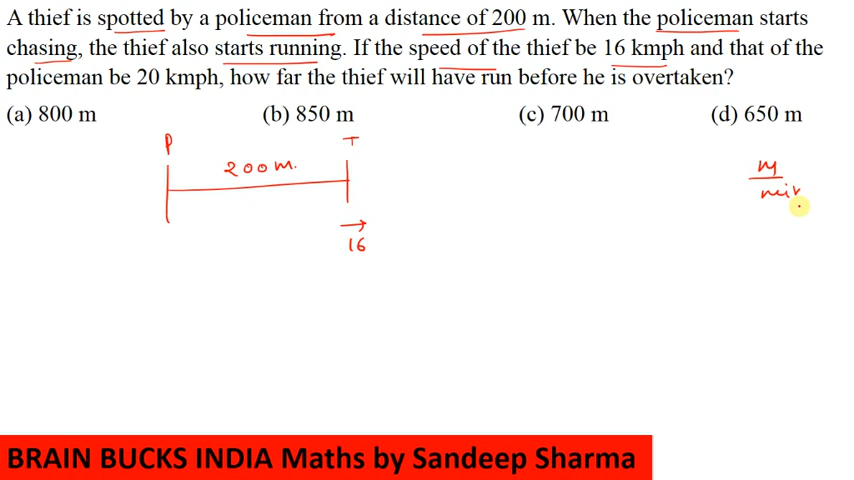 A thief is spotted by a policeman from a distance of 200 m. When the policeman starts
chasing, the thief also starts running. If the speed of the thief be 16 kmph and that of the
policeman be 20 kmph, how far the thief will have run before he is overtaken?
(a) 800 m (b) 850 m (c) 700 m (d) 650 m
P T
200 m.
M
min
16
BRAIN BUCKS INDIA Maths by Sandeep Sharma